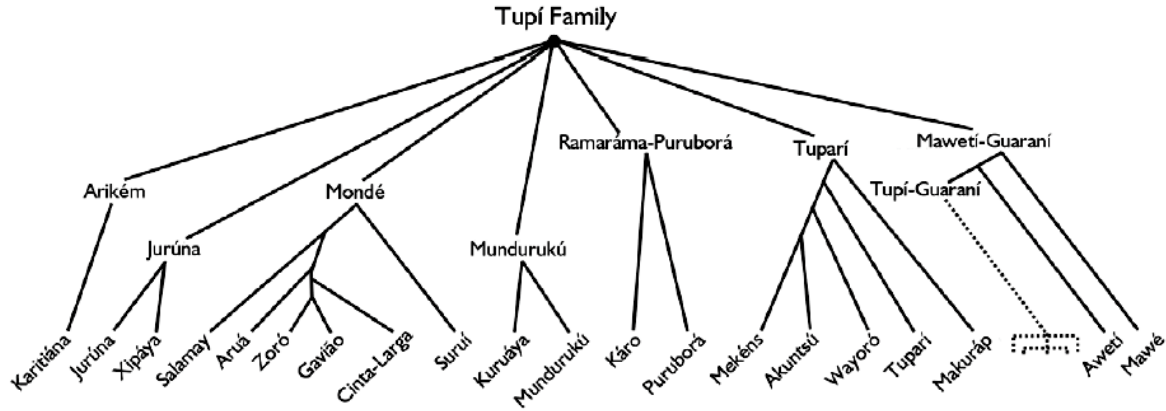 Tupí Family
Ramaráma-Puruborá
Tuparí
Mawetí-Guaraní
Arikém
Mondé
Tupí-Guaraní
Jurúna
Mundurukú
Karitiána
Jurúna
Xipáya
Salamay
Aruá
Zoró
Gavião
Cinta-Larga
Suruí
Kuruáya
Mundurukú
Káro
Puruborá
Mekéns
Akuntsú
Wayoró
Tuparí
Makuráp
Awetí
Mawé